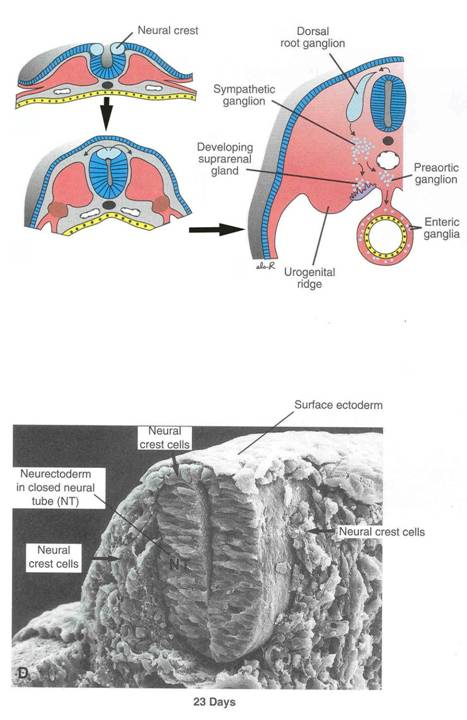 Neural crest
Dorsal
root ganglion
Sympathetic
ganglion
Developing
suprarenal
gland
Preaortic
ganglion
Enteric
ganglia
Urogenital
ridge
Surface ectoderm
Neural
crest cells
Neurectoderm
in closed neural
tube (NT)
Neural crest cells
NT
Neural
crest cells
D
23 Days